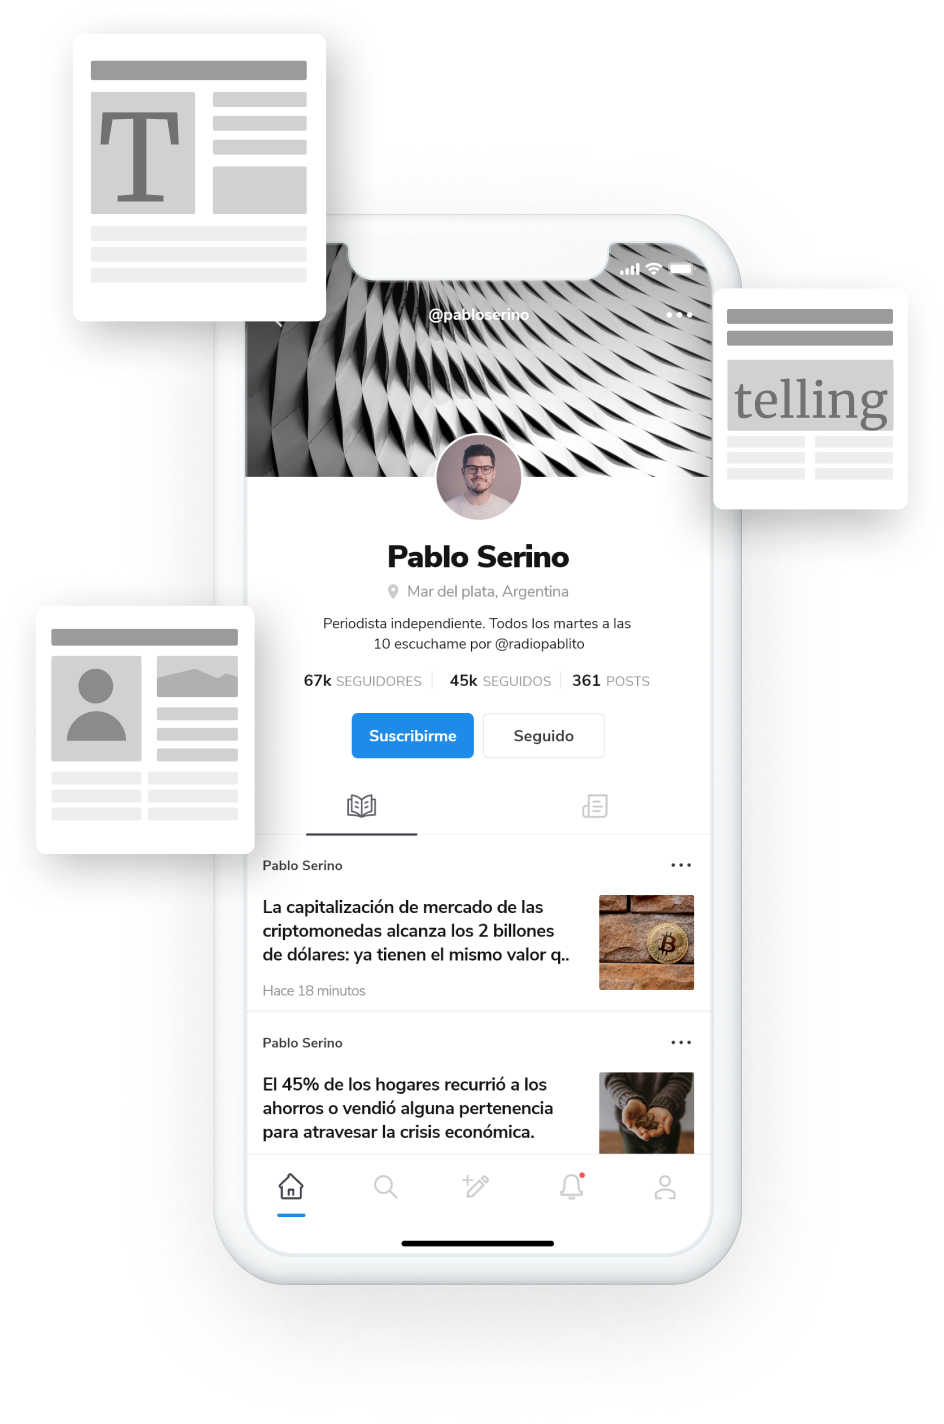 T
@pabloserino
telling
Pablo Serino
Mar del plata, Argentina
Periodista independiente. Todos los martes a las
10 escuchame por @radiopablito
67k SEGUIDORES 45k SEGUIDOS 361 POSTS
Suscribirme Seguido
Pablo Serino
La capitalización de mercado de las
criptomonedas alcanza los 2 billones
de dólares: ya tienen el mismo valor q..
Hace 18 minutos
Pablo Serino
El 45% de los hogares recurrió a los
ahorros o vendió alguna pertenencia
para atravesar la crisis económica.